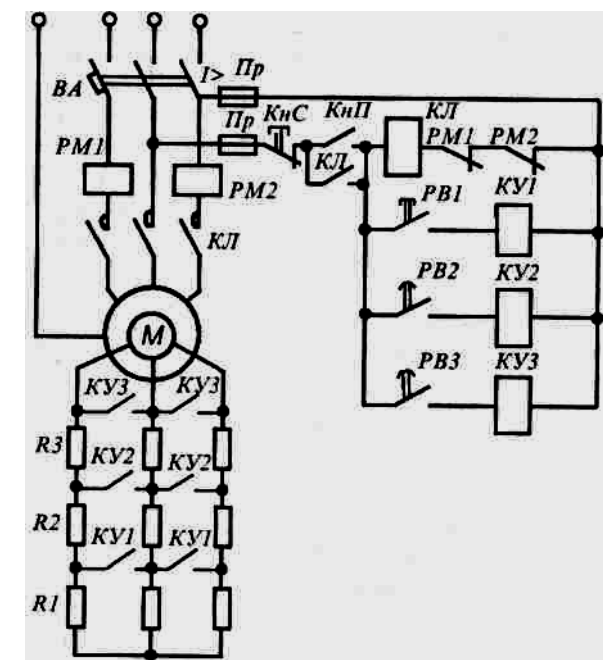 Пр
КЛ
ВА
I>
Пр
КнС
КнП
РМ1
РМ2
РМ1
КЛ
КУ1
РМ2
РВ1
КЛ
РВ2
КУ2
М
РВ3
КУ3
КУ3
КУ3
R3
КУ2
КУ2
R2
КУ1
КУ1
R1